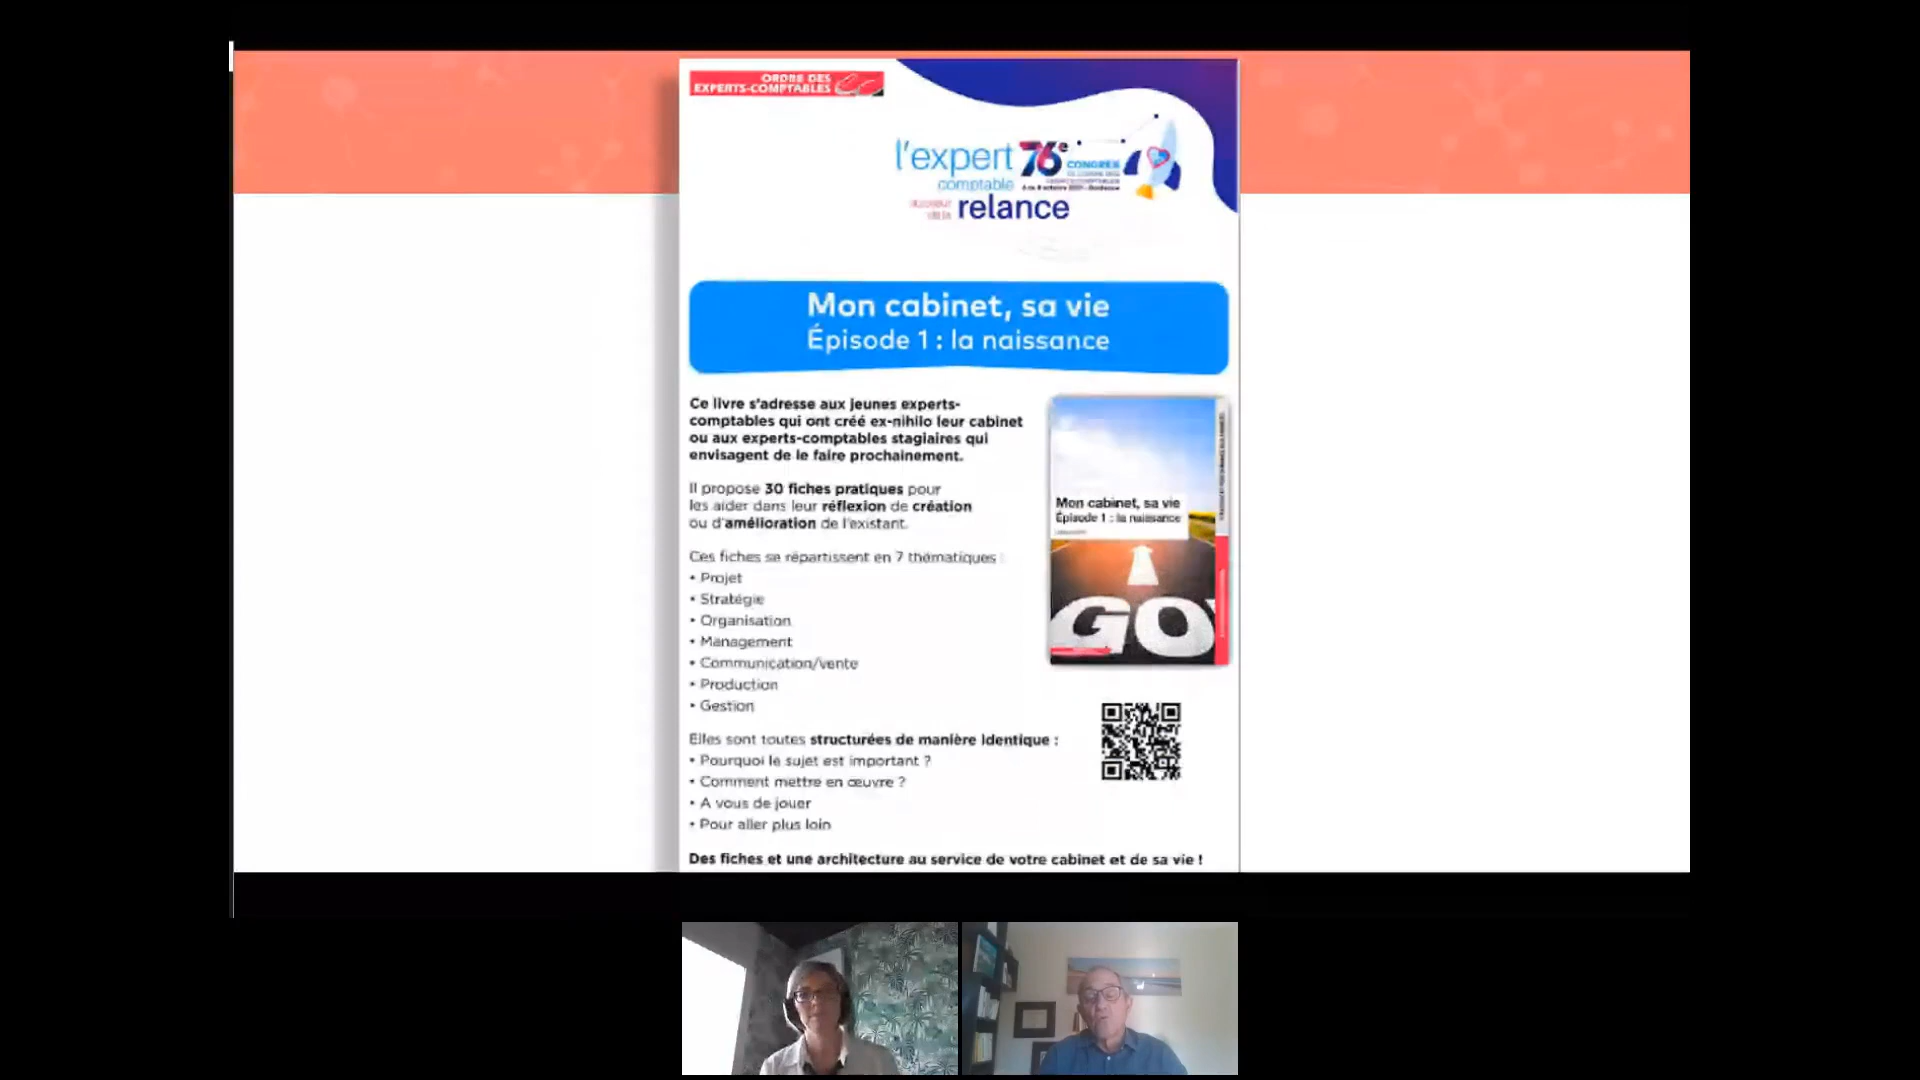 ORDRE DES
EXPERTS-COMPTABLES
l'expert 76e CONGRÈS
comptable
relance
Mon cabinet, sa vie
Épisode 1 : la naissance
Ce livre s'adresse aux jeunes experts-
comptables qui ont créé ex-nihilo leur cabinet
ou aux experts-comptables stagiaires qui
envisagent de le faire prochainement.
Il propose 30 fiches pratiques pour
les aider dans leur réflexion de création
ou d'amélioration de l'existant.
Mon cabinet, sa vie
Épisode 1 : la naissance
GO
Ces fiches se répartissent en 7 thématiques :
• Projet
• Stratégie
• Organisation
• Management
• Communication/vente
• Production
• Gestion
Elles sont toutes structurées de manière identique :
• Pourquoi le sujet est important ?
• Comment mettre en œuvre ?
• A vous de jouer
• Pour aller plus loin
Des fiches et une architecture au service de votre cabinet et de sa vie !